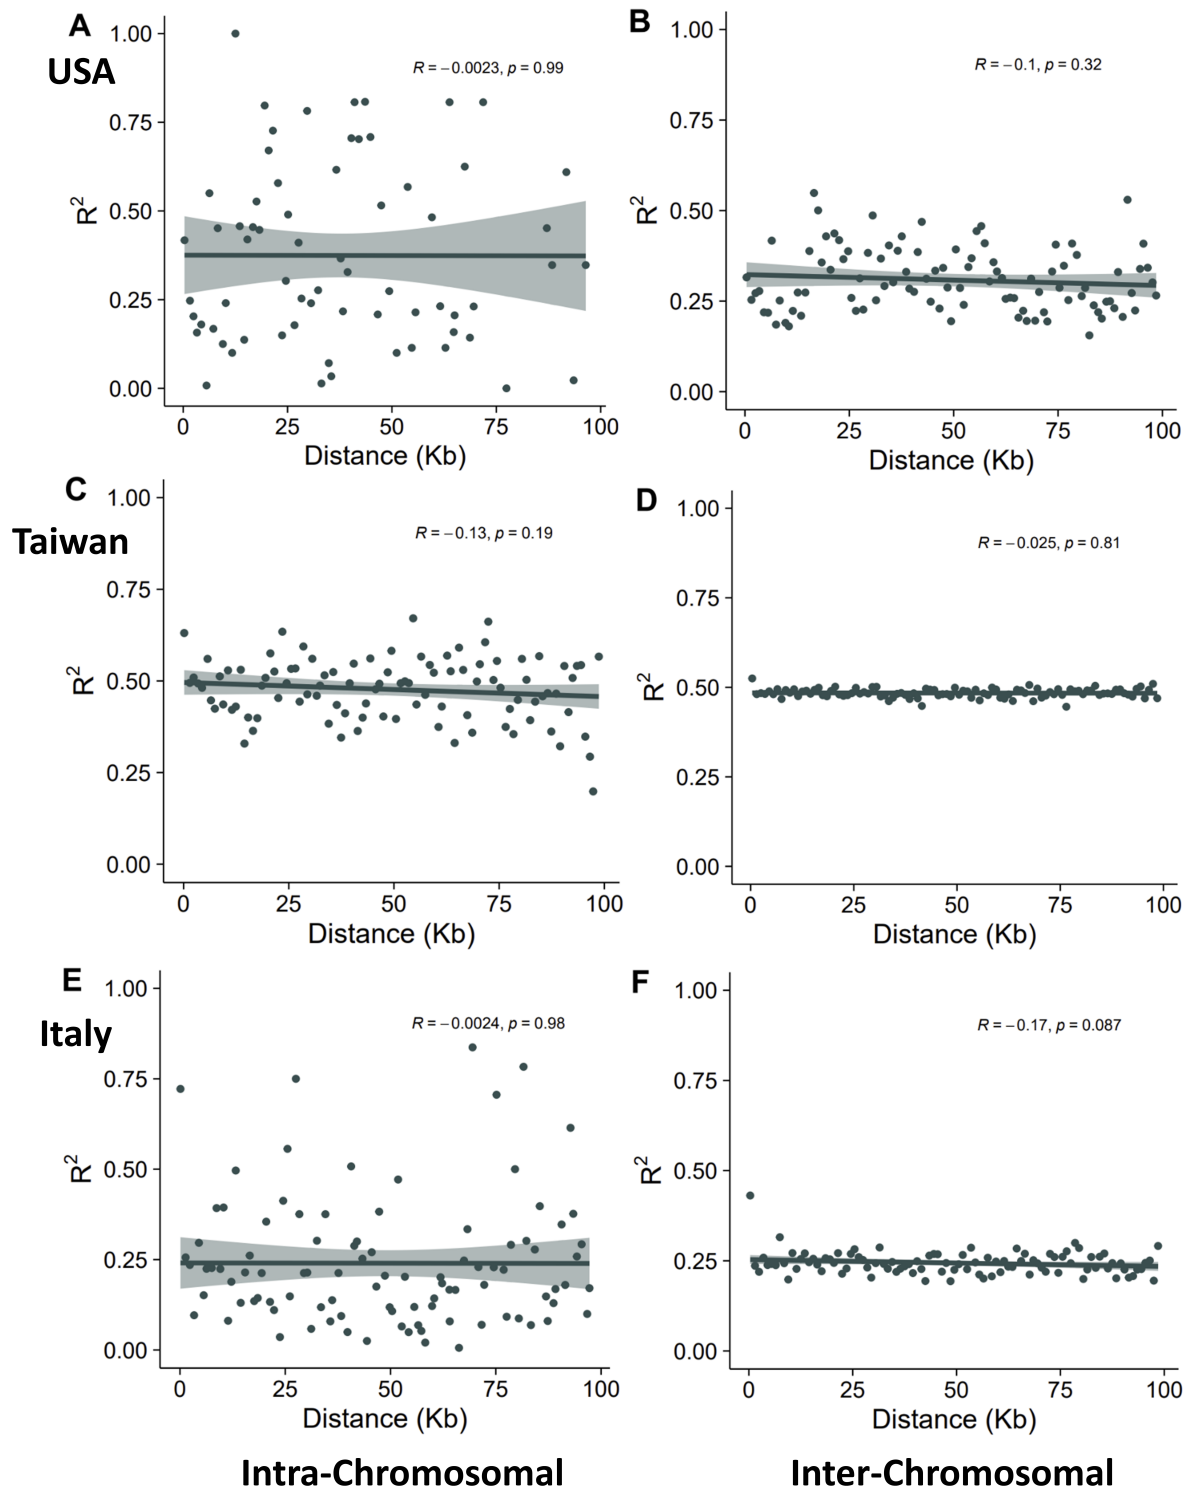 A
USA
R = −0.0023, p = 0.99
1.00
0.75
0.50
0.25
0.00
R²
0 25 50 75 100
Distance (Kb)
B
R = −0.1, p = 0.32
1.00
0.75
0.50
0.25
0.00
R²
0 25 50 75 100
Distance (Kb)
C
Taiwan
R = −0.13, p = 0.19
1.00
0.75
0.50
0.25
0.00
R²
0 25 50 75 100
Distance (Kb)
D
R = −0.025, p = 0.81
1.00
0.75
0.50
0.25
0.00
R²
0 25 50 75 100
Distance (Kb)
E
Italy
R = −0.0024, p = 0.98
1.00
0.75
0.50
0.25
0.00
R²
0 25 50 75 100
Distance (Kb)
F
R = −0.17, p = 0.087
1.00
0.75
0.50
0.25
0.00
R²
0 25 50 75 100
Distance (Kb)
Intra-Chromosomal
Inter-Chromosomal